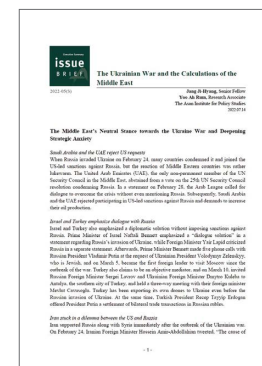 issue
BRIEF
The Ukrainian War and the Calculations of the
Middle East
2022-05(S)
Jang Ji-Hyang, Senior Fellow
Yoo Ah Rum, Research Associate
The Asan Institute for Policy Studies
2022.07.14
The Middle East's Neutral Stance towards the Ukraine War and Deepening
Strategic Anxiety
Saudi Arabia and the UAE reject US requests
When Russia invaded Ukraine on February 24, many countries condemned it and joined the
US-led sanctions against Russia, but the reaction of Middle Eastern countries was rather
lukewarm. The United Arab Emirates (UAE), the only non-permanent member of the UN
Security Council in the Middle East, abstained from a vote on the 25th UN Security Council
resolution condemning Russia. In a statement on February 28, the Arab League called for
dialogue to overcome the crisis without even mentioning Russia. Subsequently, Saudi Arabia
and the UAE rejected participating in US-led sanctions against Russia and demands to increase
their oil production.
Israel and Turkey emphasize dialogue with Russia
Israel and Turkey also emphasized a diplomatic solution without imposing sanctions against
Russia. Prime Minister of Israel Naftali Bennett emphasized a “dialogue solution” in a
statement regarding Russia's invasion of Ukraine, while Foreign Minister Yair Lapid criticized
Russia in a separate statement. Afterwards, Prime Minister Bennett made five phone calls with
Russian President Vladimir Putin at the request of Ukrainian President Volodymyr Zelenskyy,
who is Jewish, and on March 5, became the first foreign leader to visit Moscow since the
outbreak of the war. Turkey also claims to be an objective mediator, and on March 10, invited
Russian Foreign Minister Sergei Lavrov and Ukrainian Foreign Minister Dmytro Kuleba to
Antalya, the southern city of Turkey, and held a three-way meeting with their foreign minister
Mevlut Cavusoglu. Turkey has been exporting its own drones to Ukraine even before the
Russian invasion of Ukraine. At the same time, Turkish President Recep Tayyip Erdogan
offered President Putin a settlement of bilateral trade transactions in Russian rubles.
Iran stuck in a dilemma between the US and Russia
Iran supported Russia along with Syria immediately after the outbreak of the Ukrainian war.
On February 24, Iranian Foreign Minister Hossein Amir-Abdollahian tweeted, “The cause of
- 1 -